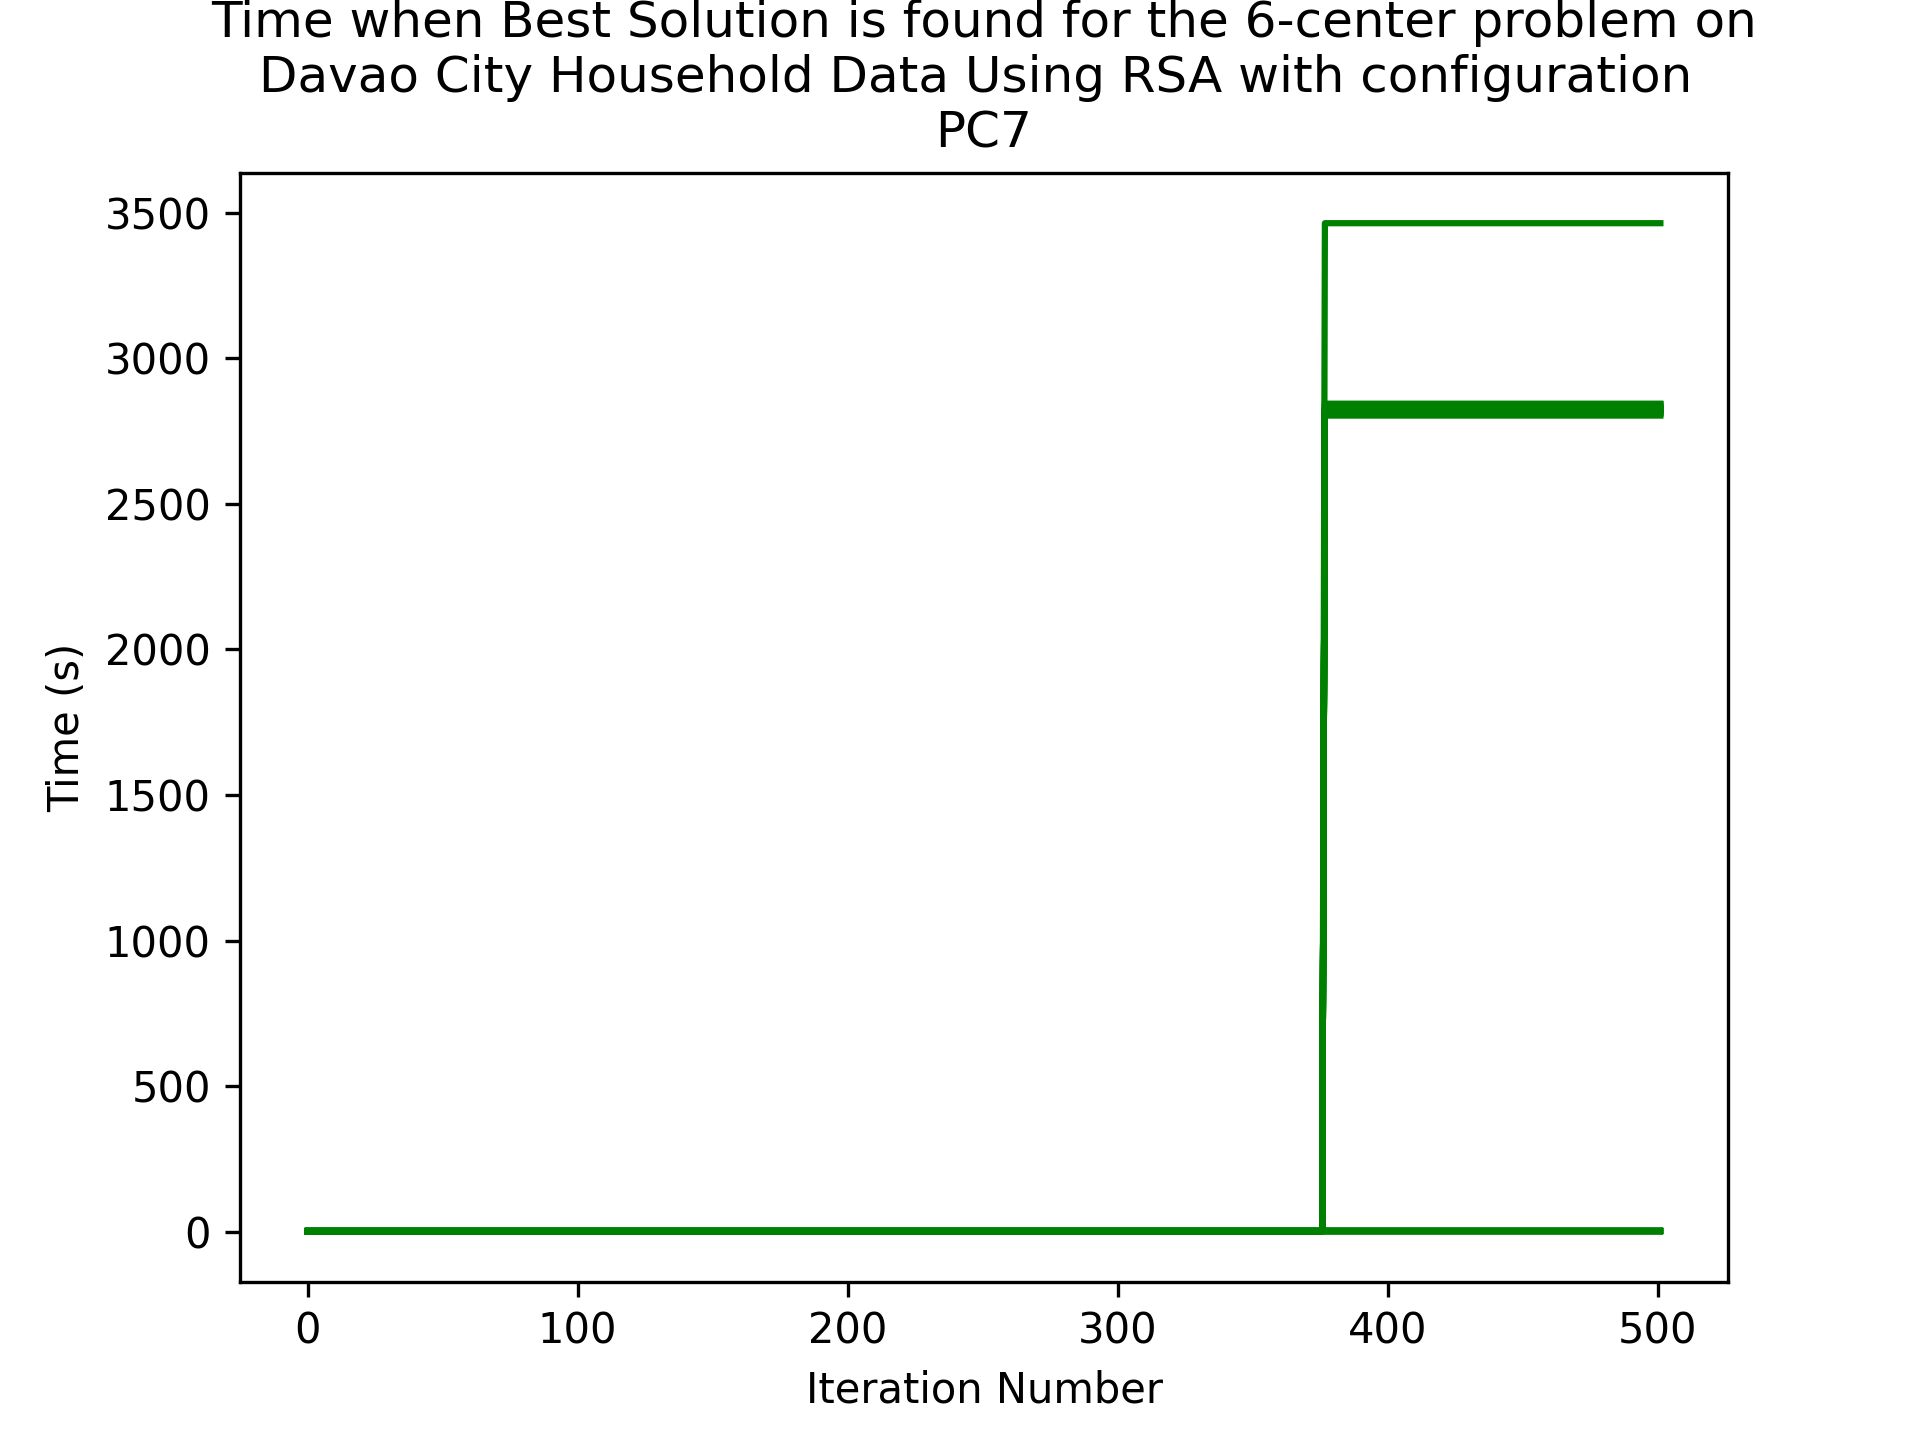 Time when Best Solution is found for the 6-center problem on
Davao City Household Data Using RSA with configuration
PC7
3500
3000
2500
2000
1500
1000
500
0
Time (s)
0 100 200 300 400 500
Iteration Number